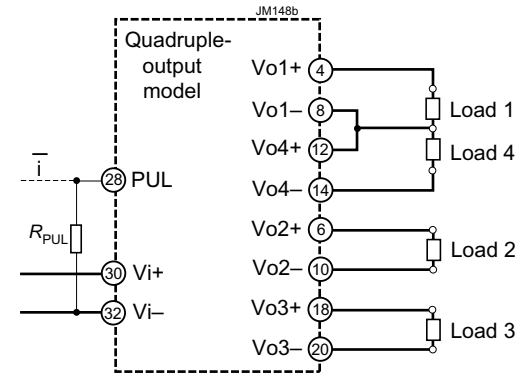 JM148b
Quadruple-
output
model
Vo1+ 4
Vo1– 8 Load 1
Vo4+ 12 Load 4
i 28 PUL Vo4– 14
Vo2+ 6
RPUL Load 2
30 Vi+ Vo2– 10
32 Vi– Vo3+ 18
Load 3
Vo3– 20